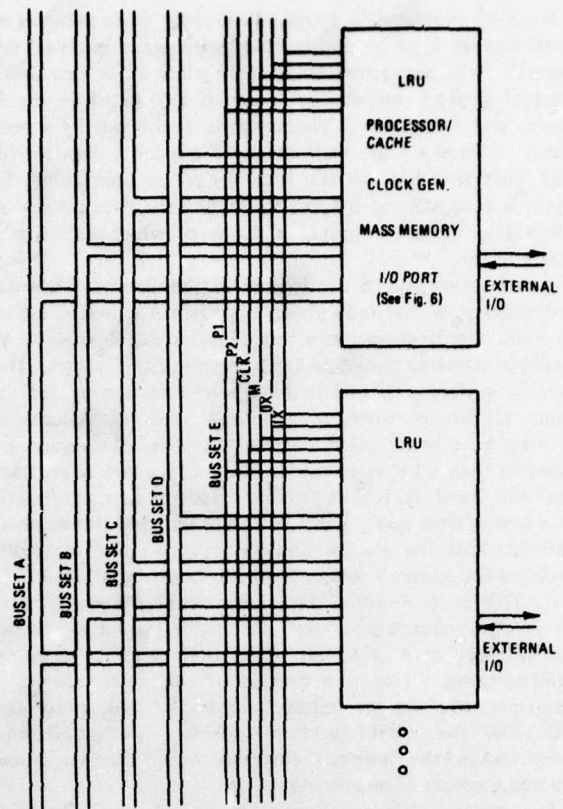 LRU
PROCESSOR/
CACHE
CLOCK GEN.
MASS MEMORY
I/O PORT
(See Fig. 6)
EXTERNAL
I/O
P1
P2
CLR
M
OX
IX
BUS SET A
BUS SET B
BUS SET C
BUS SET D
BUS SET E
LRU
EXTERNAL
I/O